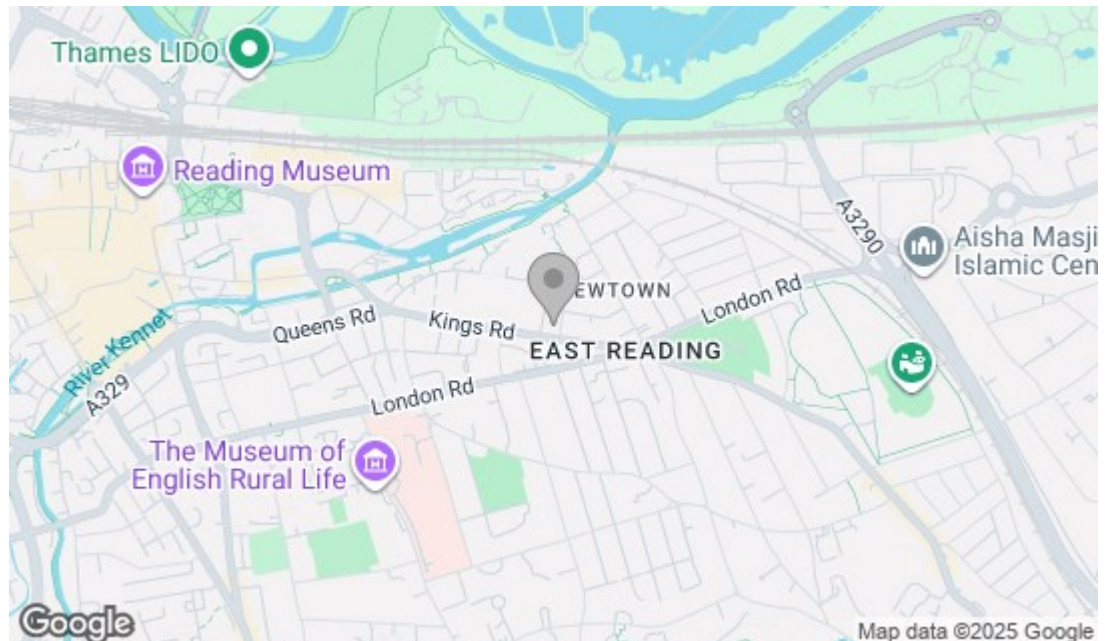 Thames LIDO
Reading Museum
A3290
Aisha Masji
Islamic Cen
EWTOWN
London Rd
Queens Rd
Kings Rd
EAST READING
River Kennet
A329
London Rd
The Museum of
English Rural Life
Google
Map data ©2025 Google